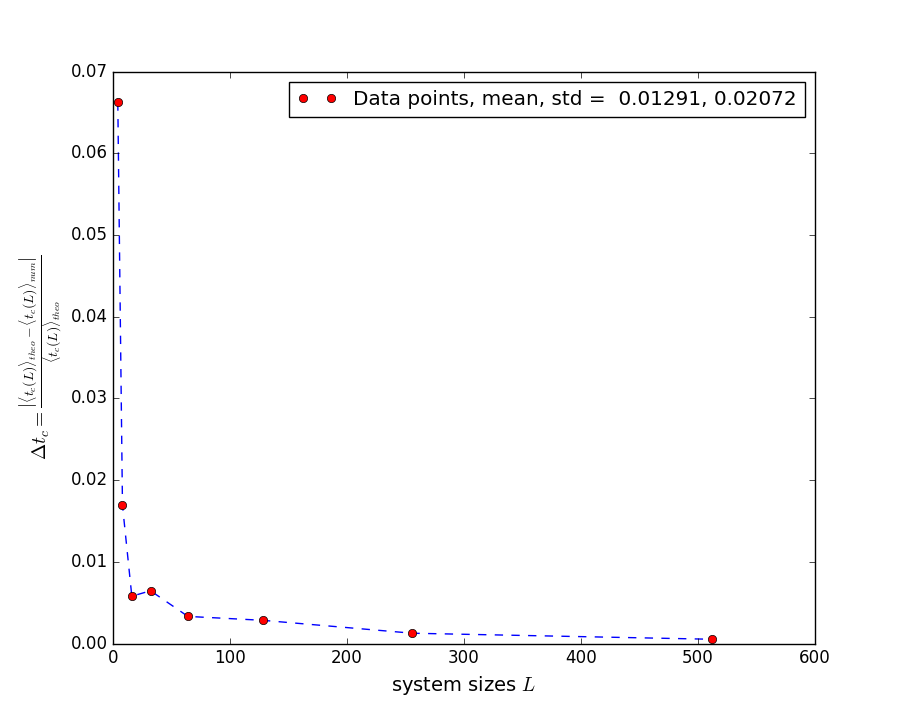 Data points, mean, std =  0.01291, 0.02072
0.07
0.06
0.05
0.04
0.03
0.02
0.01
0.00
Δt_c = |⟨t_c(L)⟩_theo − ⟨t_c(L)⟩_num| / ⟨t_c(L)⟩_theo
0 100 200 300 400 500 600
system sizes L